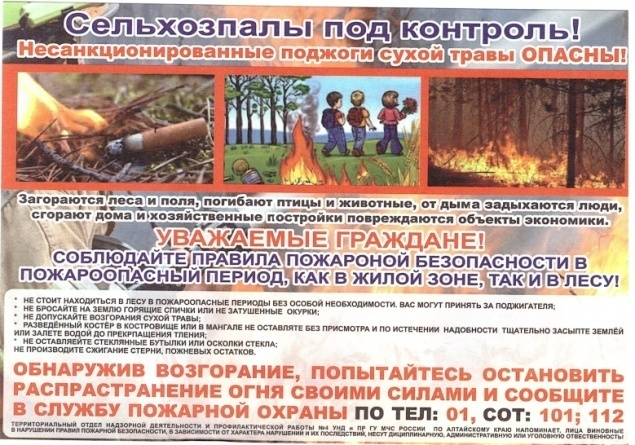 Сельхозпалы под контроль!
Несанкционированные поджоги сухой травы ОПАСНЫ!
Загораются леса и поля, погибают птицы и животные, от дыма задыхаются люди,
сгорают дома и хозяйственные постройки повреждаются объекты экономики.
УВАЖАЕМЫЕ ГРАЖДАНЕ!
СОБЛЮДАЙТЕ ПРАВИЛА ПОЖАРОНОЙ БЕЗОПАСНОСТИ В
ПОЖАРООПАСНЫЙ ПЕРИОД, КАК В ЖИЛОЙ ЗОНЕ, ТАК И В ЛЕСУ!
* НЕ СТОИТ НАХОДИТЬСЯ В ЛЕСУ В ПОЖАРООПАСНЫЕ ПЕРИОДЫ БЕЗ ОСОБОЙ НЕОБХОДИМОСТИ. ВАС МОГУТ ПРИНЯТЬ ЗА ПОДЖИГАТЕЛЯ;
* НЕ БРОСАЙТЕ НА ЗЕМЛЮ ГОРЯЩИЕ СПИЧКИ ИЛИ НЕ ЗАТУШЕННЫЕ ОКУРКИ;
* НЕ ДОПУСКАЙТЕ ВОЗГОРАНИЯ СУХОЙ ТРАВЫ;
* РАЗВЕДЁННЫЙ КОСТЁР В КОСТРОВИЩЕ ИЛИ В МАНГАЛЕ НЕ ОСТАВЛЯТЕ БЕЗ ПРИСМОТРА И ПО ИСТЕЧЕНИИ НАДОБНОСТИ ТЩАТЕЛЬНО ЗАСЫПТЕ ЗЕМЛЁЙ
ИЛИ ЗАЛЕТЕ ВОДОЙ ДО ПРЕКРАЩЕНИЯ ТЛЕНИЯ;
* НЕ ОСТАВЛЯЙТЕ СТЕКЛЯННЫЕ БУТЫЛКИ ИЛИ ОСКОЛКИ СТЕКЛА;
НЕ ПРОИЗВОДИТЕ СЖИГАНИЕ СТЕРНИ, ПОЖНЕВЫХ ОСТАТКОВ.
ОБНАРУЖИВ ВОЗГОРАНИЕ, ПОПЫТАЙТЕСЬ ОСТАНОВИТЬ
РАСПРАСТРАНЕНИЕ ОГНЯ СВОИМИ СИЛАМИ И СООБЩИТЕ
В СЛУЖБУ ПОЖАРНОЙ ОХРАНЫ ПО ТЕЛ: 01, СОТ: 101; 112
ТЕРРИТОРИАЛЬНЫЙ ОТДЕЛ НАДЗОРНОЙ ДЕЯТЕЛЬНОСТИ И ПРОФИЛАКТИЧЕСКОЙ РАБОТЫ №4 УНД и ПР ГУ МЧС РОССИИ ПО АЛТАЙСКОМУ КРАЮ НАПОМИНАЕТ, ЛИЦА ВИНОВНЫЕ
В НАРУШЕНИИ ПРАВИЛ ПОЖАРНОЙ БЕЗОПАСНОСТИ, В ЗАВИСИМОСТИ ОТ ХАРАКТЕРА НАРУШЕНИЙ И ИХ ПОСЛЕДСТВИЙ, НЕСУТ ДИСЦИПЛИНАРНУЮ, АДМИНИСТРАТИВНУЮ ИЛИ УГОЛОВНУЮ ОТВЕТСТВЕННОСТЬ!